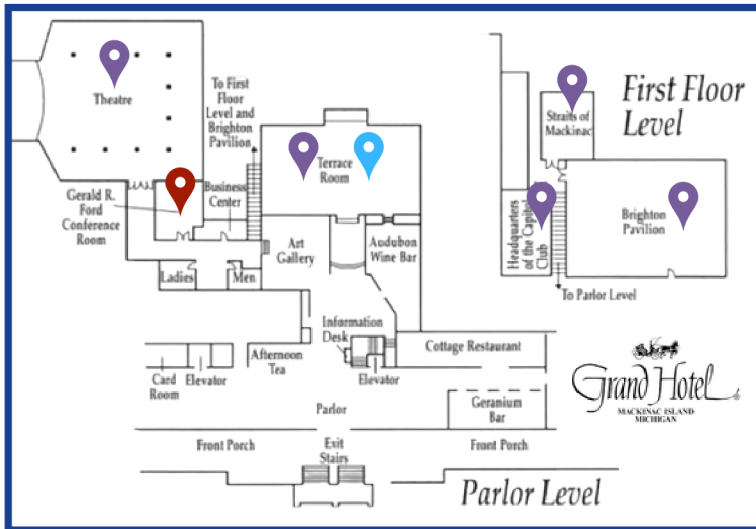 Theatre
To First
Floor
Level and
Brighton
Pavilion
Terrace
Room
Gerald R.
Ford
Conference
Room
Business
Center
Art
Gallery
Audubon
Wine Bar
Ladies
Men
Information
Desk
Afternoon
Tea
Card
Room
Elevator
Elevator
Cottage Restaurant
Parlor
Geranium
Bar
Front Porch
Exit
Stairs
Front Porch
Parlor Level
First Floor
Level
Straits of
Mackinac
Headquarters
of the Capitol
Club
Brighton
Pavilion
To Parlor Level
Grand Hotel
MACKINAC ISLAND
MICHIGAN